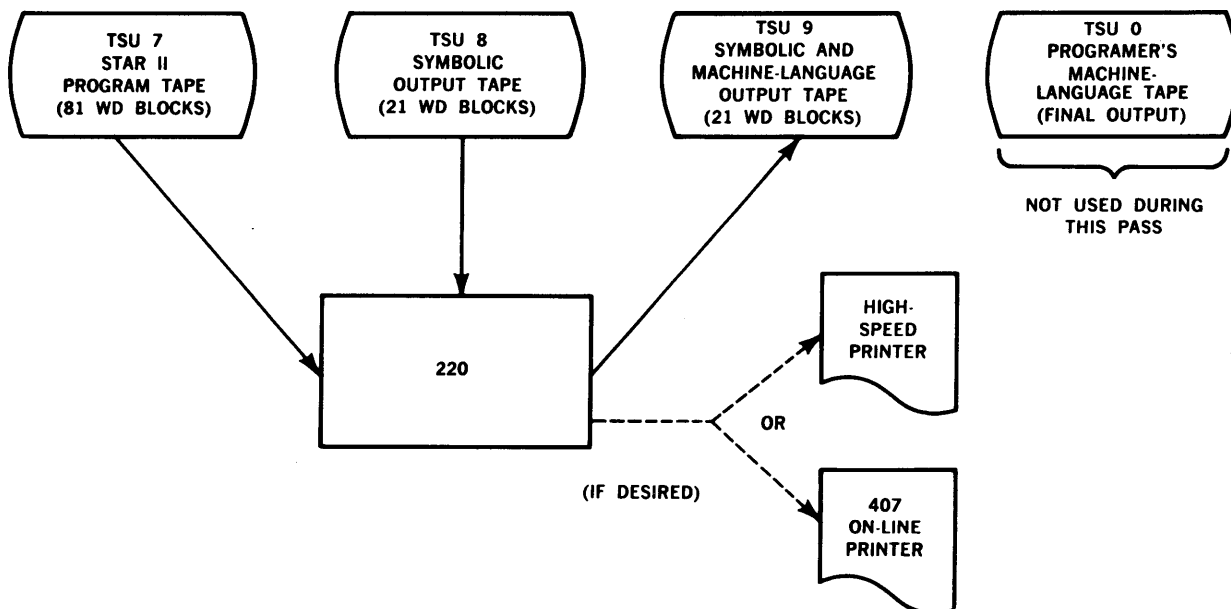 TSU 7
STAR II
PROGRAM TAPE
(81 WD BLOCKS)
TSU 8
SYMBOLIC
OUTPUT TAPE
(21 WD BLOCKS)
TSU 9
SYMBOLIC AND
MACHINE-LANGUAGE
OUTPUT TAPE
(21 WD BLOCKS)
TSU 0
PROGRAMER'S
MACHINE-
LANGUAGE TAPE
(FINAL OUTPUT)
NOT USED DURING
THIS PASS
220
HIGH-
SPEED
PRINTER
OR
(IF DESIRED)
407
ON-LINE
PRINTER